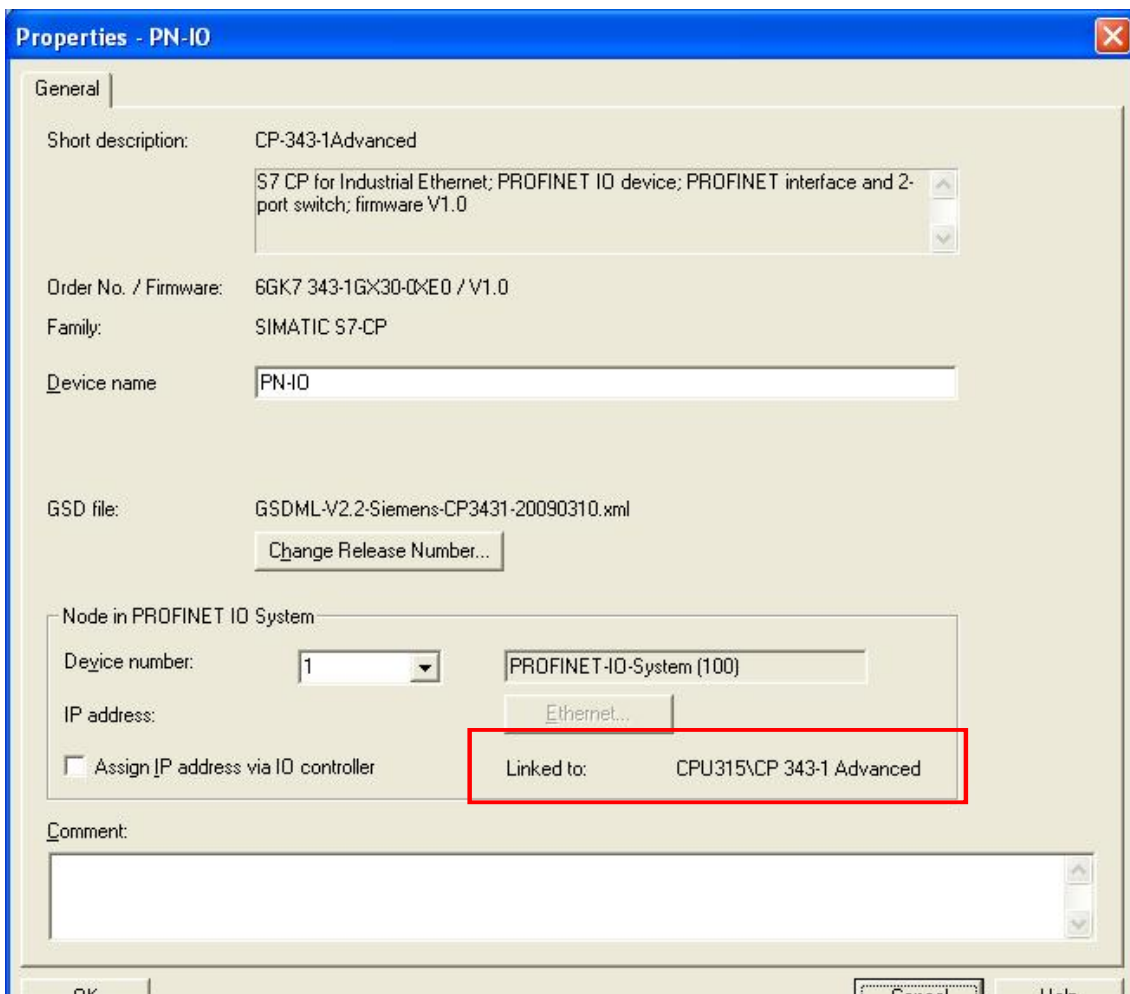 Properties - PN-IO
General
Short description: CP-343-1Advanced
S7 CP for Industrial Ethernet; PROFINET IO device; PROFINET interface and 2-
port switch; firmware V1.0
Order No. / Firmware: 6GK7 343-1GX30-0XE0 / V1.0
Family: SIMATIC S7-CP
Device name PN-IO
GSD file: GSDML-V2.2-Siemens-CP3431-20090310.xml
Change Release Number...
Node in PROFINET IO System
Device number: 1 PROFINET-IO-System (100)
IP address: Ethernet...
Assign IP address via IO controller Linked to: CPU315\CP 343-1 Advanced
Comment:
OK Cancel Help